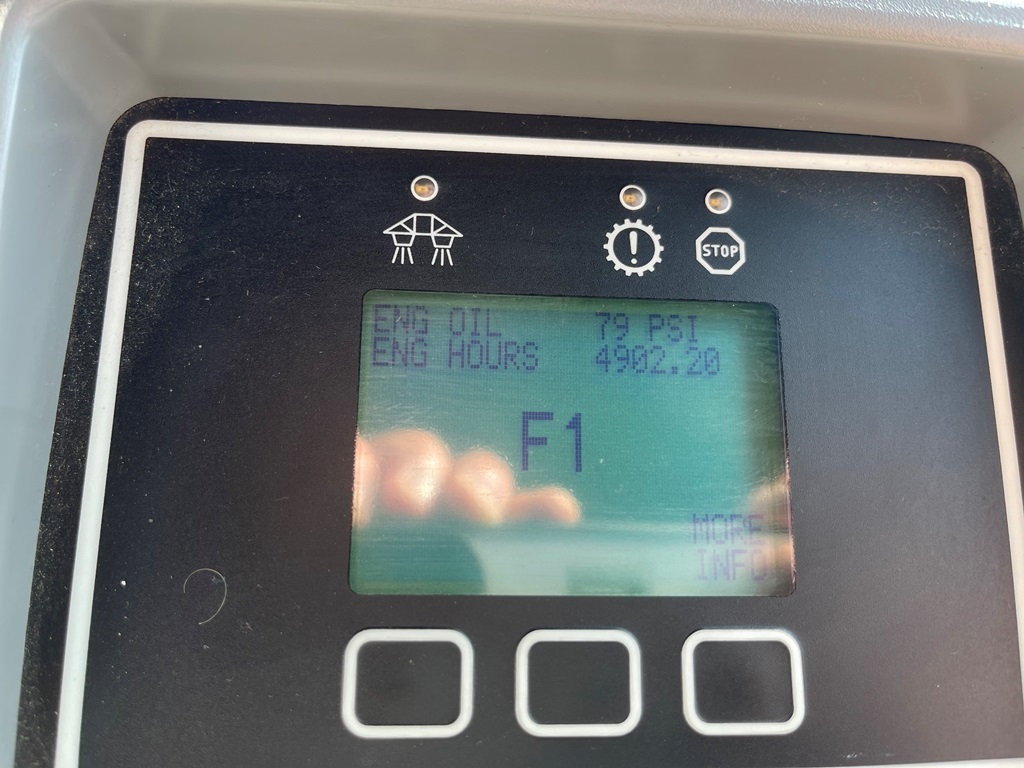 STOP
ENG OIL 79 PSI
ENG HOURS 4902.20
F1
MORE
INFO